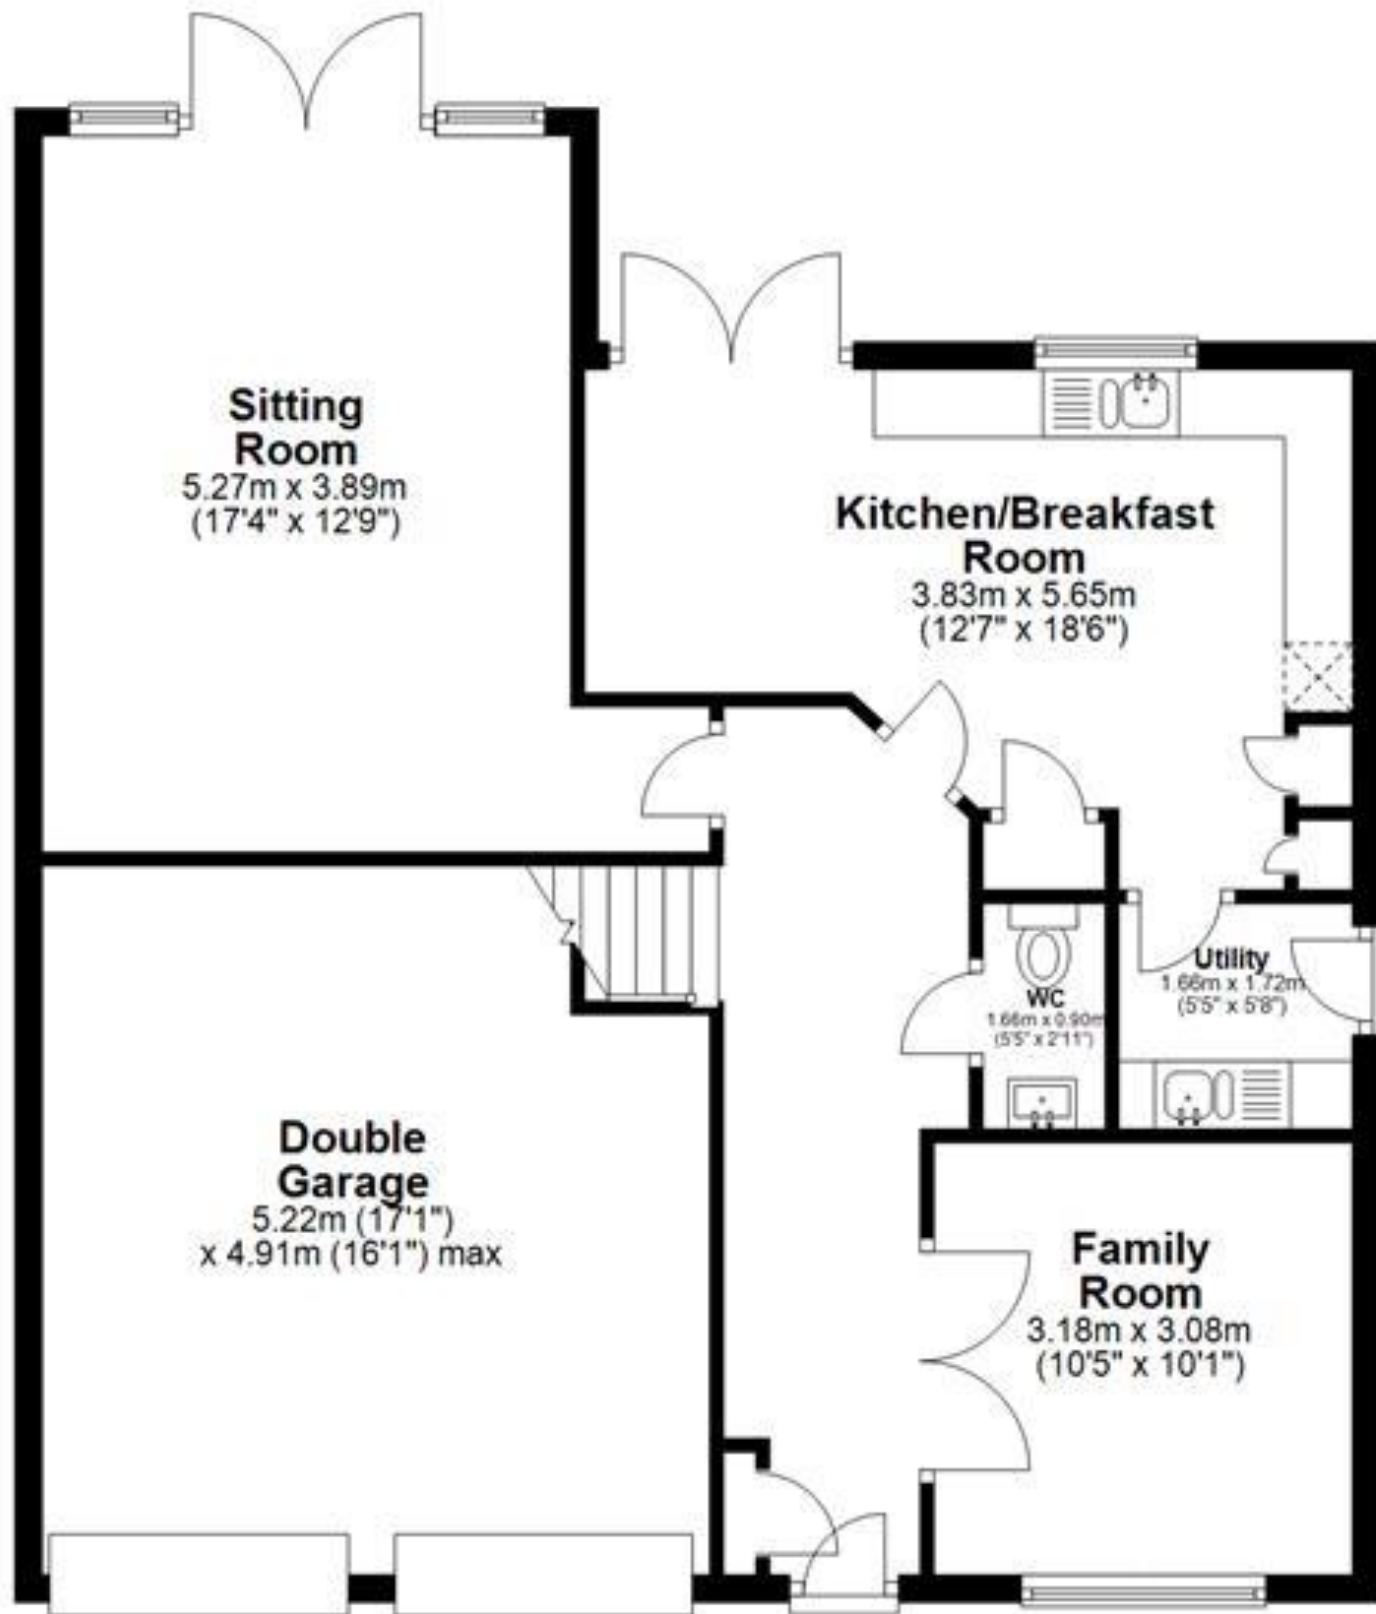 Sitting
Room
5.27m x 3.89m
(17'4" x 12'9")
Kitchen/Breakfast
Room
3.83m x 5.65m
(12'7" x 18'6")
Utility
1.66m x 1.72m
(5'5" x 5'8")
WC
1.66m x 0.90m
(5'5" x 2'11")
Double
Garage
5.22m (17'1")
x 4.91m (16'1") max
Family
Room
3.18m x 3.08m
(10'5" x 10'1")